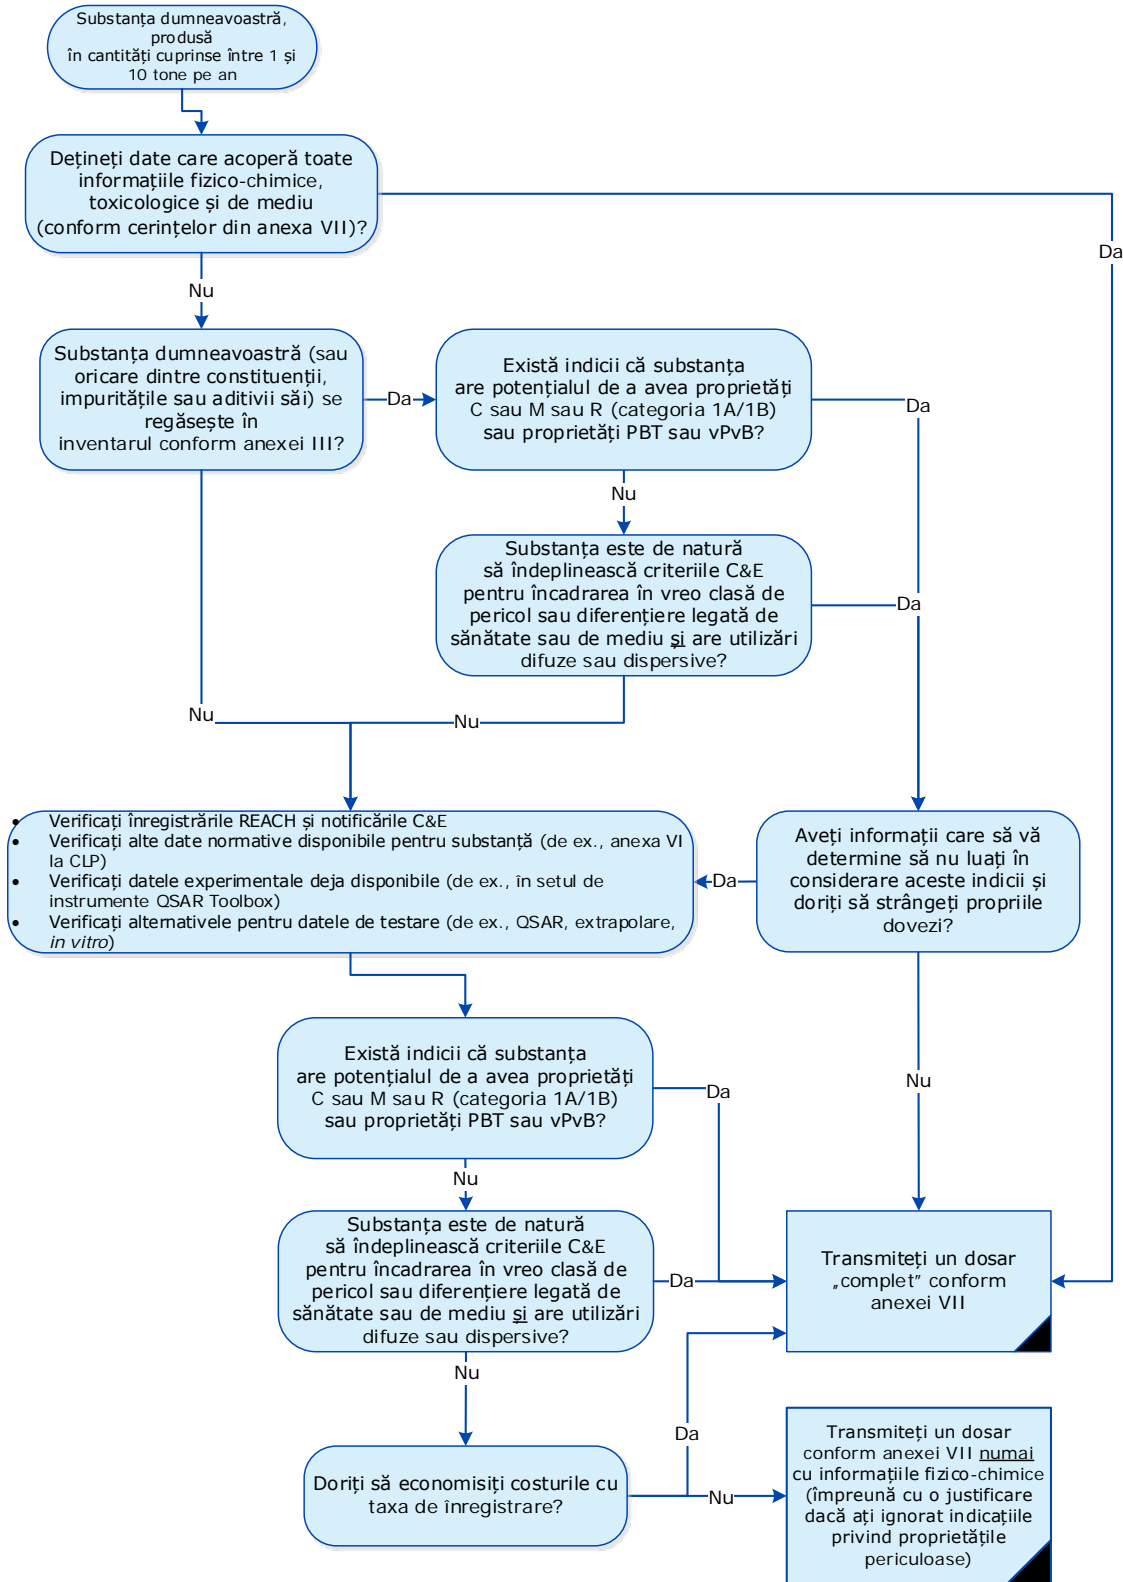 Substanța dumneavoastră,
produsă
în cantități cuprinse între 1 și
10 tone pe an
Dețineți date care acoperă toate
informațiile fizico-chimice,
toxicologice și de mediu
(conform cerințelor din anexa VII)?
Da
Nu
Substanța dumneavoastră (sau
oricare dintre constituenții,
impuritățile sau aditivii săi) se
regăsește în
inventarul conform anexei III?
Da
Există indicii că substanța
are potențialul de a avea proprietăți
C sau M sau R (categoria 1A/1B)
sau proprietăți PBT sau vPvB?
Da
Nu
Substanța este de natură
să îndeplinească criteriile C&E
pentru încadrarea în vreo clasă de
pericol sau diferențiere legată de
sănătate sau de mediu și are utilizări
difuze sau dispersive?
Da
Nu
Nu
• Verificați înregistrările REACH și notificările C&E
• Verificați alte date normative disponibile pentru substanță (de ex., anexa VI
la CLP)
• Verificați datele experimentale deja disponibile (de ex., în setul de
instrumente QSAR Toolbox)
• Verificați alternativele pentru datele de testare (de ex., QSAR, extrapolare,
in vitro)
Da
Aveți informații care să vă
determine să nu luați în
considerare aceste indicii și
doriți să strângeți propriile
dovezi?
Nu
Există indicii că substanța
are potențialul de a avea proprietăți
C sau M sau R (categoria 1A/1B)
sau proprietăți PBT sau vPvB?
Da
Nu
Substanța este de natură
să îndeplinească criteriile C&E
pentru încadrarea în vreo clasă de
pericol sau diferențiere legată de
sănătate sau de mediu și are utilizări
difuze sau dispersive?
Da
Transmiteți un dosar
„complet” conform
anexei VII
Nu
Doriți să economisiți costurile cu
taxa de înregistrare?
Da
Nu
Transmiteți un dosar
conform anexei VII numai
cu informațiile fizico-chimice
(împreună cu o justificare
dacă ați ignorat indicațiile
privind proprietățile
periculoase)